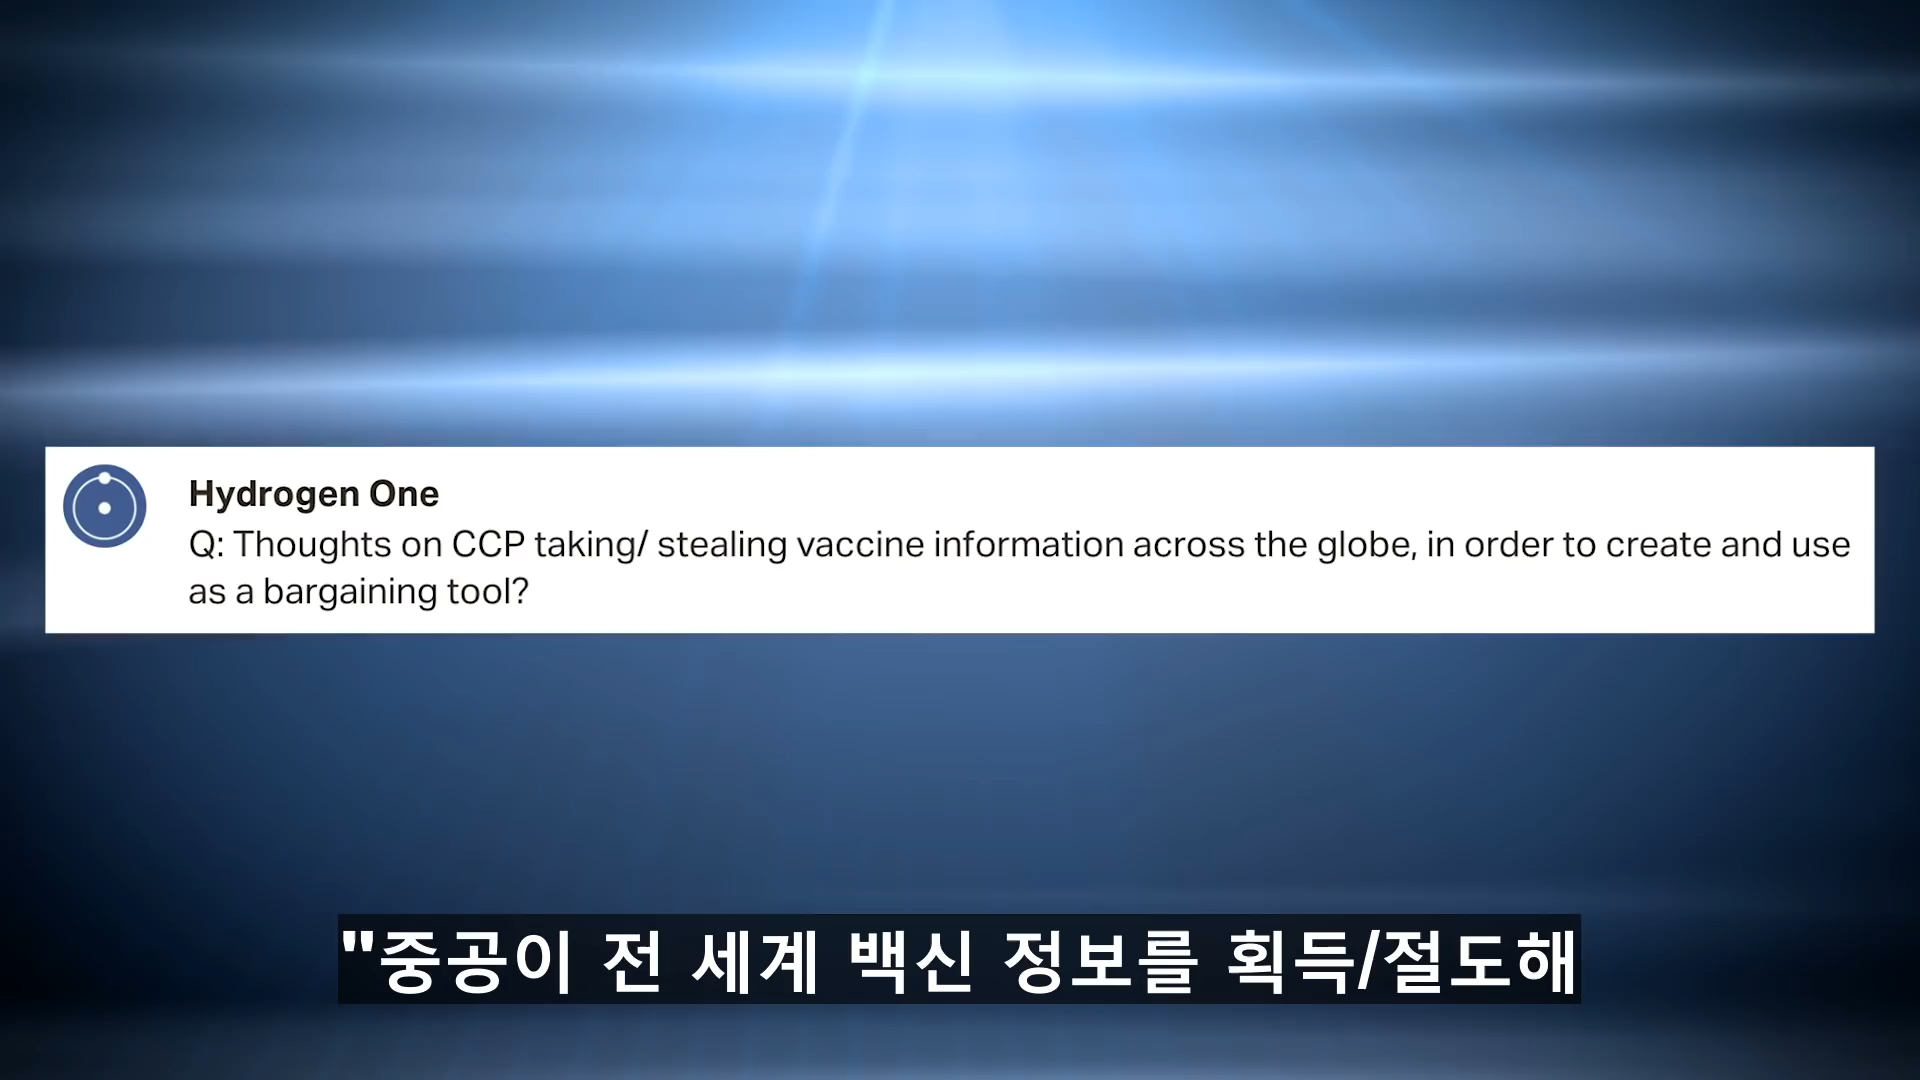 Hydrogen One
Q: Thoughts on CCP taking/ stealing vaccine information across the globe, in order to create and use
as a bargaining tool?
"중공이 전 세계 백신 정보를 획득/절도해